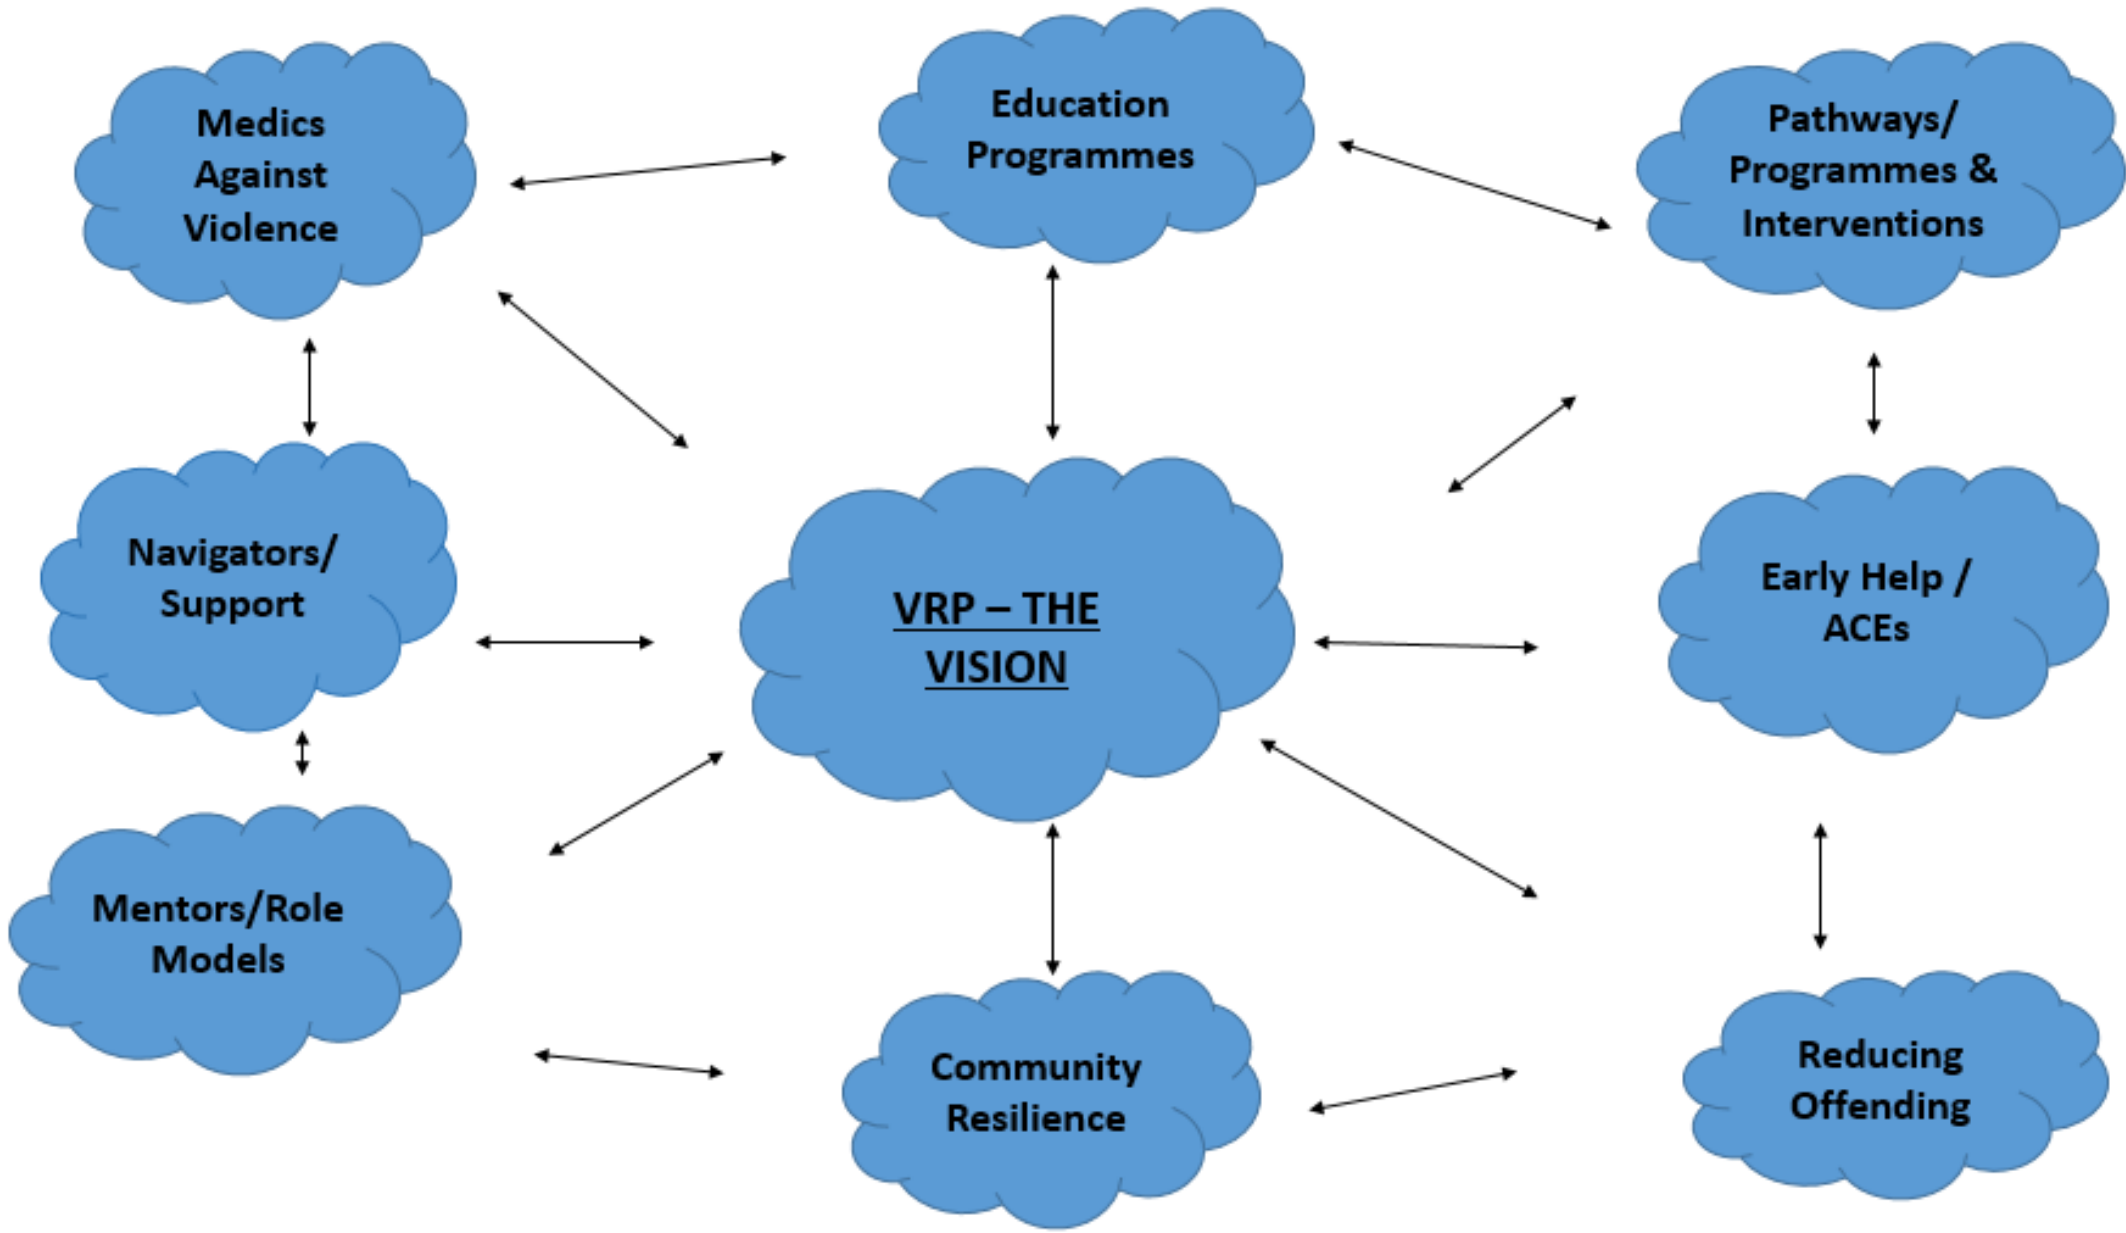 Medics
Against
Violence
Education
Programmes
Pathways/
Programmes &
Interventions
Navigators/
Support
VRP – THE
VISION
Early Help /
ACEs
Mentors/Role
Models
Community
Resilience
Reducing
Offending